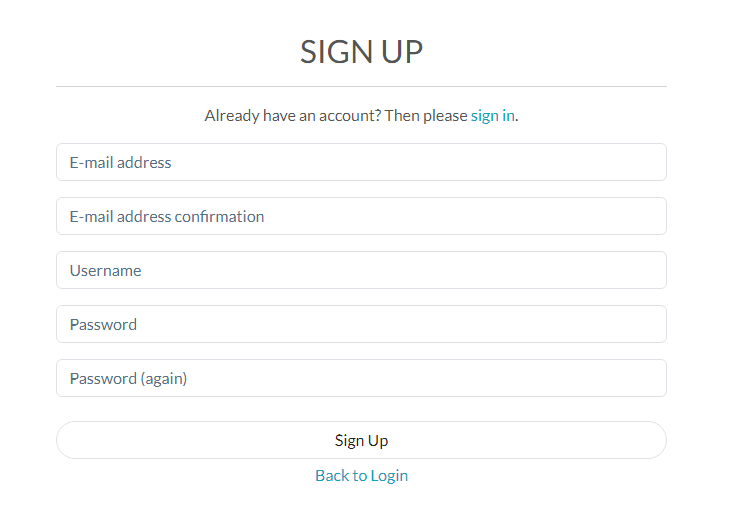 SIGN UP
Already have an account? Then please sign in.
E-mail address
E-mail address confirmation
Username
Password
Password (again)
Sign Up
Back to Login